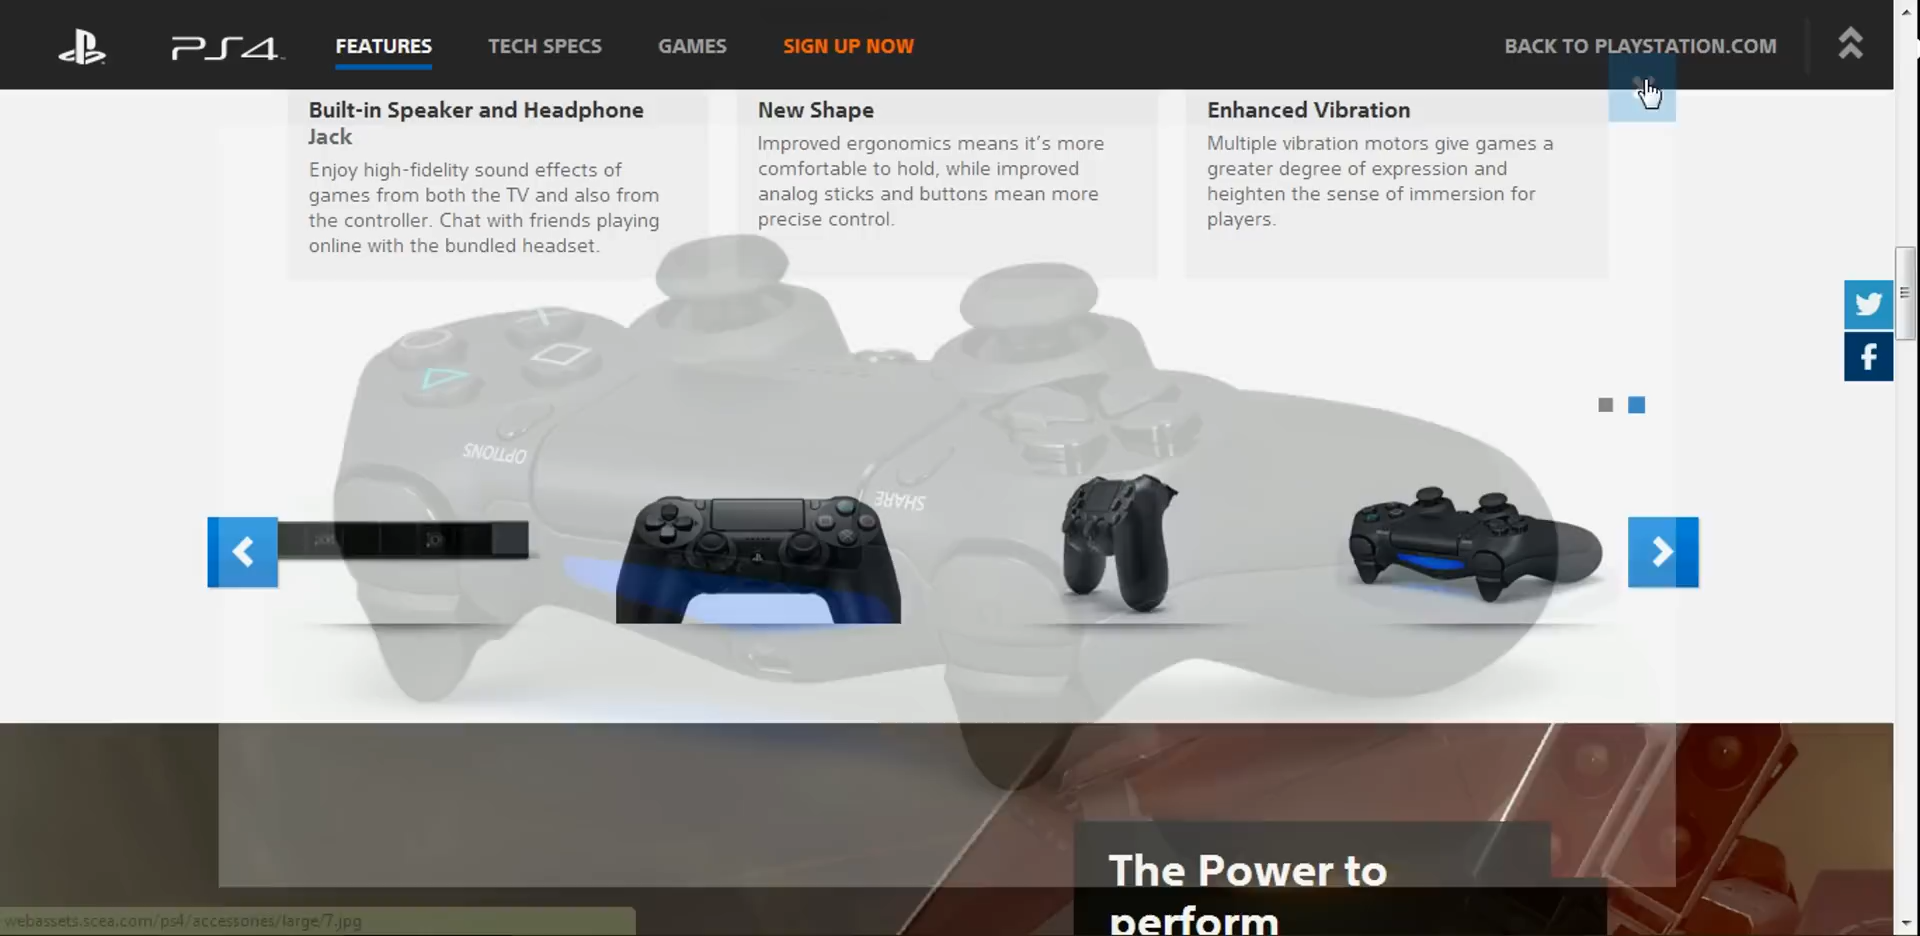 PS4 FEATURES TECH SPECS GAMES SIGN UP NOW BACK TO PLAYSTATION.COM
Built-in Speaker and Headphone
Jack
Enjoy high-fidelity sound effects of
games from both the TV and also from
the controller. Chat with friends playing
online with the bundled headset.
New Shape
Improved ergonomics means it’s more
comfortable to hold, while improved
analog sticks and buttons mean more
precise control.
Enhanced Vibration
Multiple vibration motors give games a
greater degree of expression and
heighten the sense of immersion for
players.
OPTIONS
SHARE
The Power to
perform
webassets.scea.com/ps4/accessories/large/7.jpg